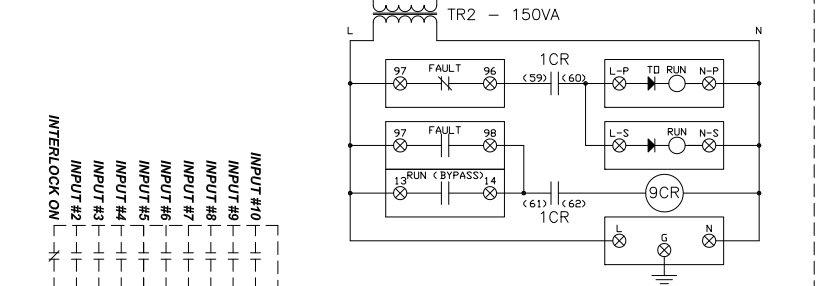 TR2 - 150VA
L N
1CR
97 FAULT 96 (59) (60) L-P TO RUN N-P
97 FAULT 98 L-S RUN N-S
13 RUN (BYPASS) 14 (61) (62) 9CR
1CR
L G N
INTERLOCK ON
INPUT #2
INPUT #3
INPUT #4
INPUT #5
INPUT #6
INPUT #7
INPUT #8
INPUT #9
INPUT #10